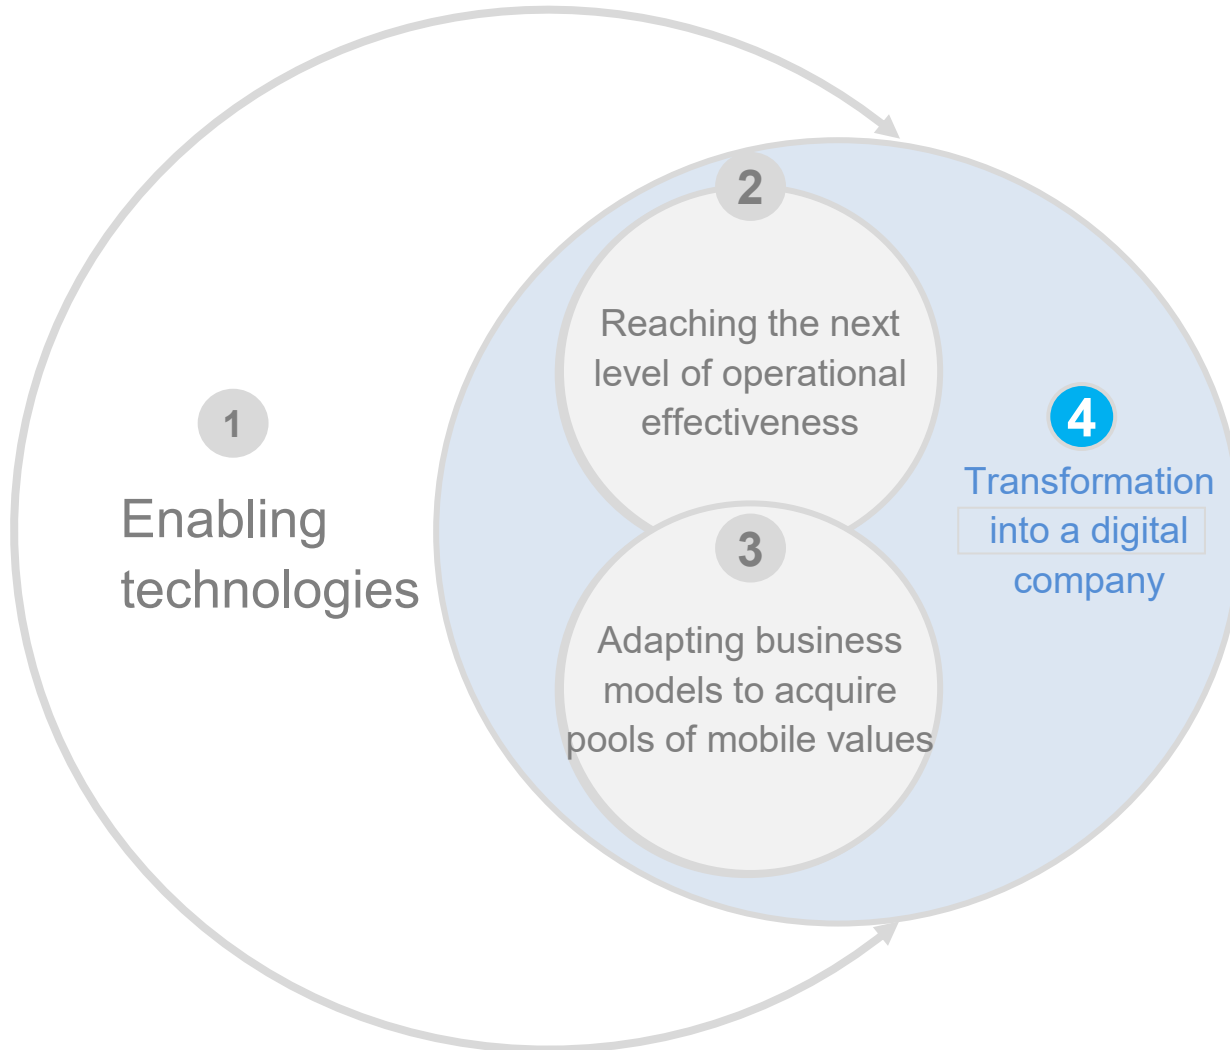 1
Enabling
technologies
2
Reaching the next
level of operational
effectiveness
3
Adapting business
models to acquire
pools of mobile values
4
Transformation
into a digital
company